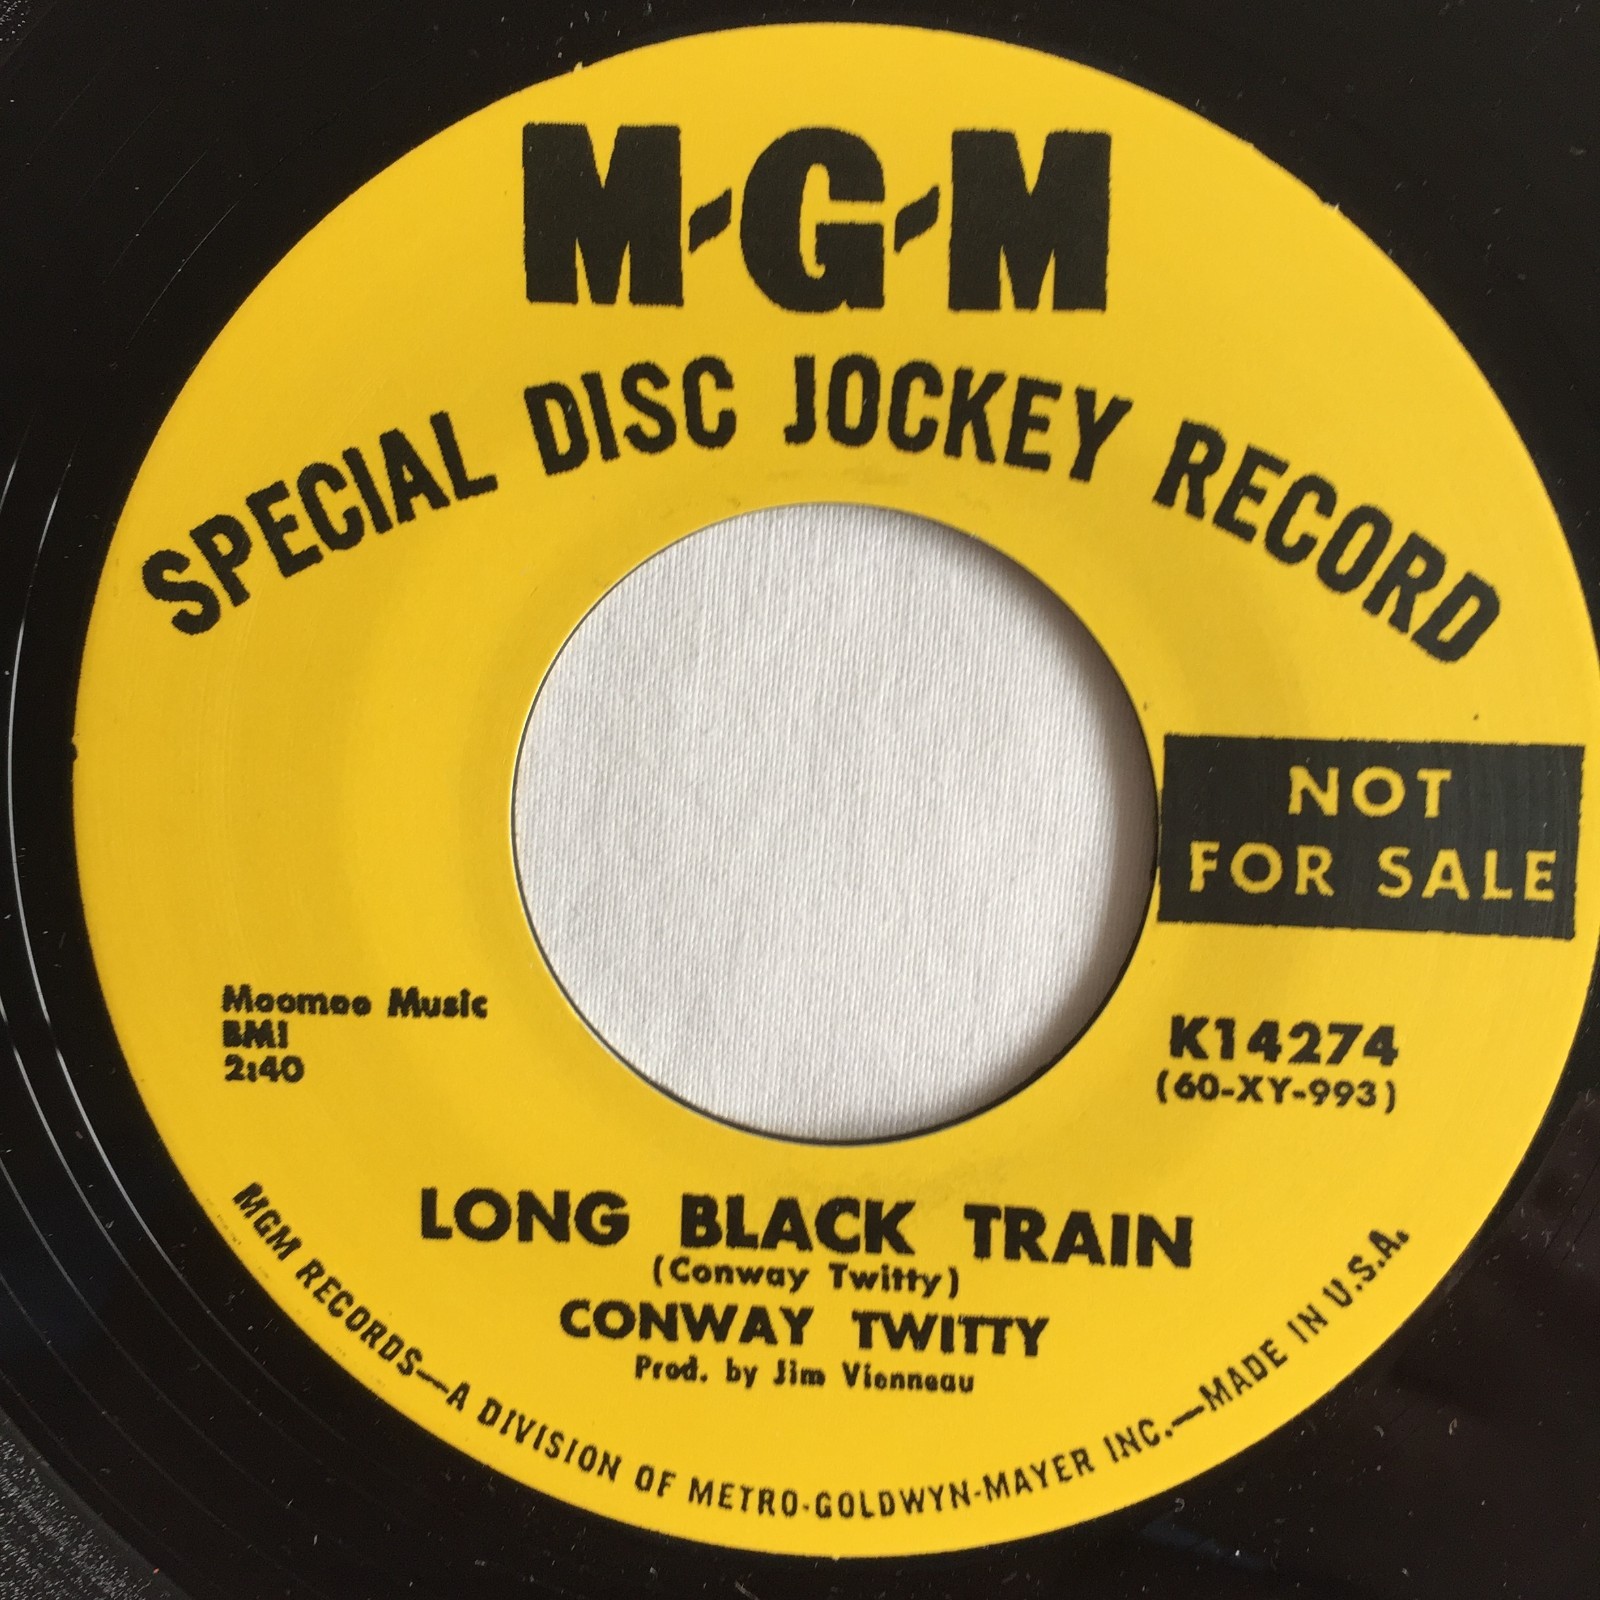 M-G-M
SPECIAL DISC JOCKEY RECORD
NOT
FOR SALE
Moomoo Music
BMI
2:40
K14274
(60-XY-993)
LONG BLACK TRAIN
(Conway Twitty)
CONWAY TWITTY
Prod. by Jim Vienneau
MGM RECORDS—A DIVISION OF METRO-GOLDWYN-MAYER INC.—MADE IN U.S.A.